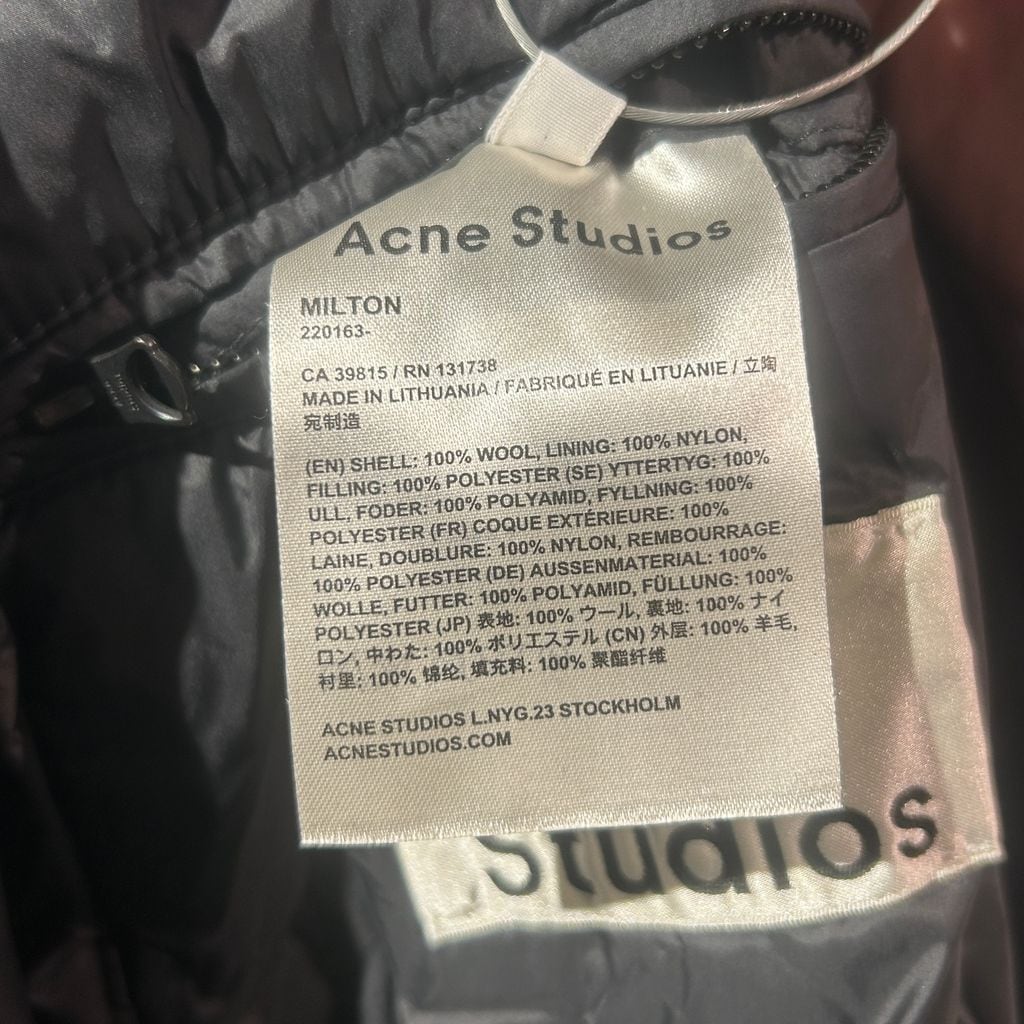 Acne Studios
MILTON
220163-
CA 39815 / RN 131738
MADE IN LITHUANIA / FABRIQUÉ EN LITUANIE / 立陶
宛制造
(EN) SHELL: 100% WOOL, LINING: 100% NYLON,
FILLING: 100% POLYESTER (SE) YTTERTYG: 100%
ULL, FODER: 100% POLYAMID, FYLLNING: 100%
POLYESTER (FR) COQUE EXTÉRIEURE: 100%
LAINE, DOUBLURE: 100% NYLON, REMBOURRAGE:
100% POLYESTER (DE) AUSSENMATERIAL: 100%
WOLLE, FUTTER: 100% POLYAMID, FÜLLUNG: 100%
POLYESTER (JP) 表地: 100% ウール, 裏地: 100% ナイ
ロン, 中わた: 100% ポリエステル (CN) 外层: 100% 羊毛,
衬里: 100% 锦纶, 填充料: 100% 聚酯纤维
ACNE STUDIOS L.NYG.23 STOCKHOLM
ACNESTUDIOS.COM
Studios